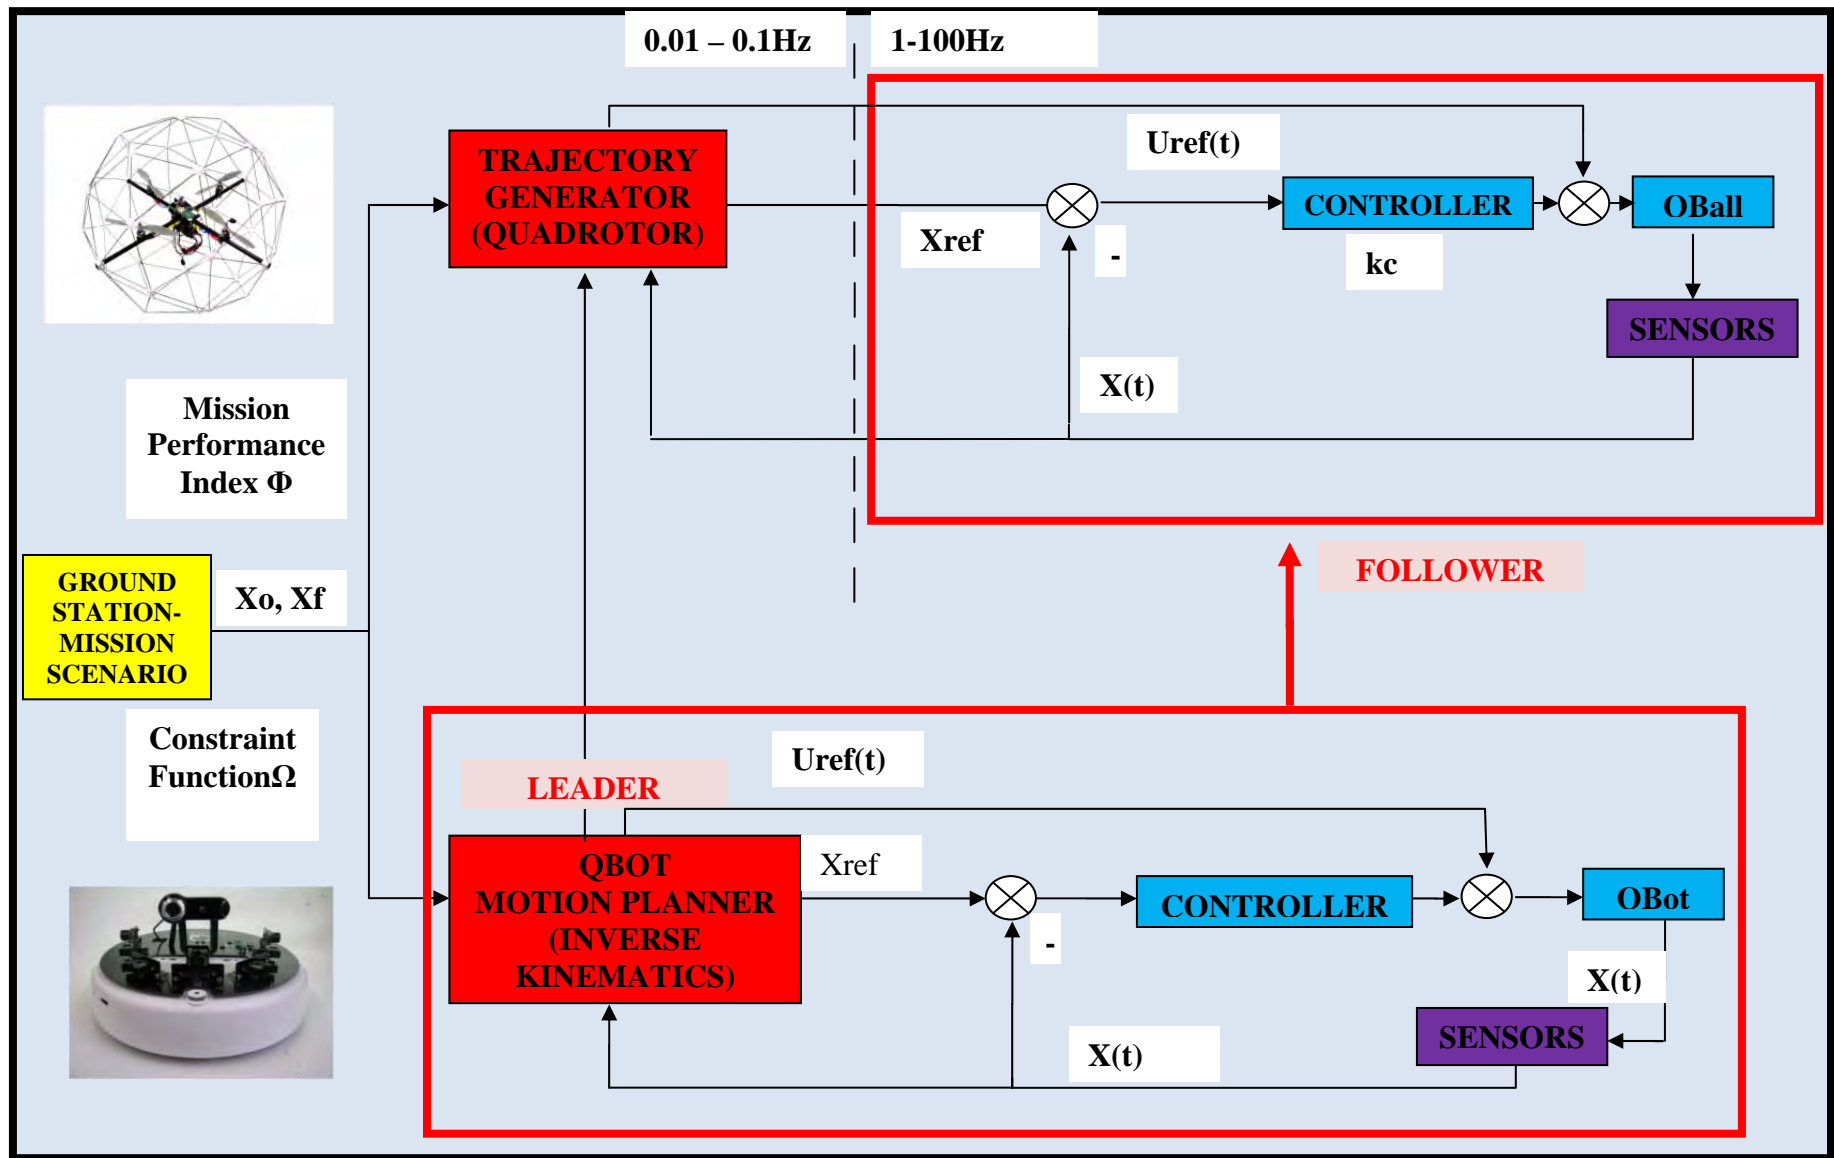 0.01 – 0.1Hz
1-100Hz
TRAJECTORY
GENERATOR
(QUADROTOR)
Uref(t)
Xref
-
CONTROLLER
kc
OBall
SENSORS
X(t)
Mission
Performance
Index Φ
GROUND
STATION-
MISSION
SCENARIO
Xo, Xf
FOLLOWER
Constraint
FunctionΩ
LEADER
Uref(t)
QBOT
MOTION PLANNER
(INVERSE
KINEMATICS)
Xref
-
CONTROLLER
OBot
X(t)
SENSORS
X(t)